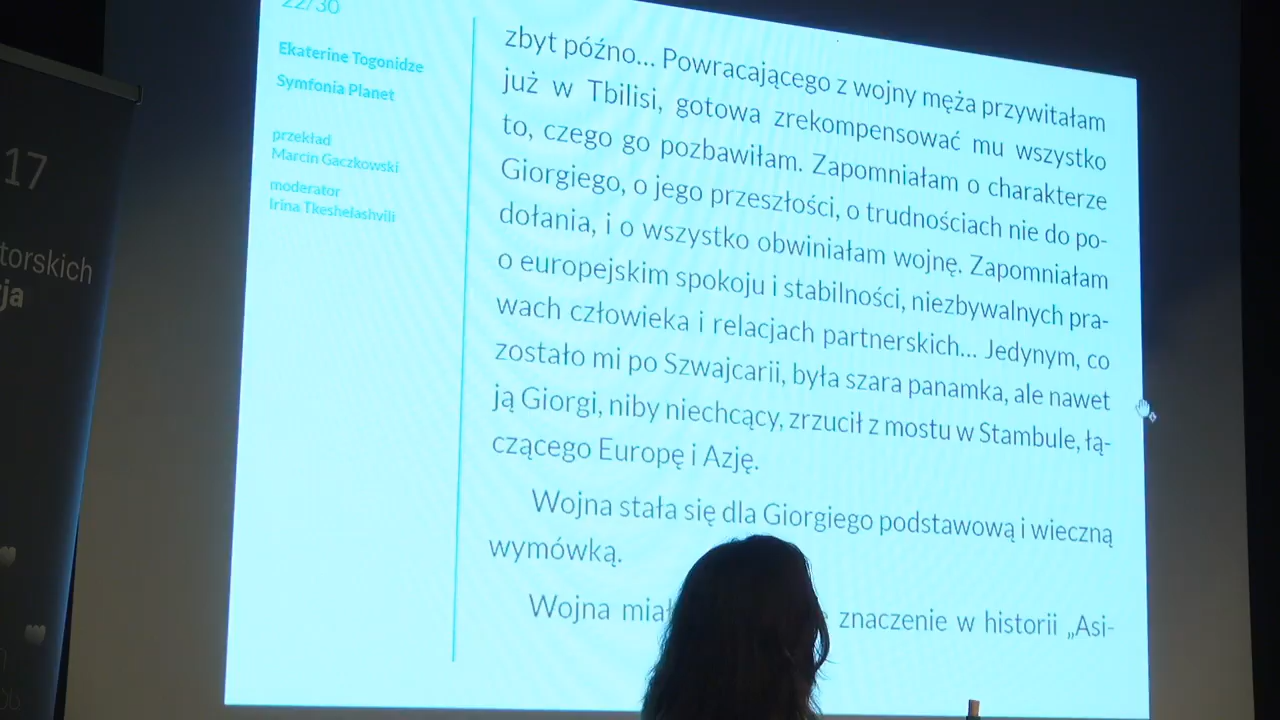 22/30
Ekaterine Togonidze
Symfonia Planet
przekład
Marcin Gaczkowski
moderator
Irina Tkeshelashvili
zbyt późno... Powracającego z wojny męża przywitałam
już w Tbilisi, gotowa zrekompensować mu wszystko
to, czego go pozbawiłam. Zapomniałam o charakterze
Giorgiego, o jego przeszłości, o trudnościach nie do po-
dołania, i o wszystko obwiniałam wojnę. Zapomniałam
o europejskim spokoju i stabilności, niezbywalnych pra-
wach człowieka i relacjach partnerskich... Jedynym, co
zostało mi po Szwajcarii, była szara panamka, ale nawet
ją Giorgi, niby niechcący, zrzucił z mostu w Stambule, łą-
czącego Europę i Azję.
Wojna stała się dla Giorgiego podstawową i wieczną
wymówką.
Wojna znaczenie w historii „Asi-
17